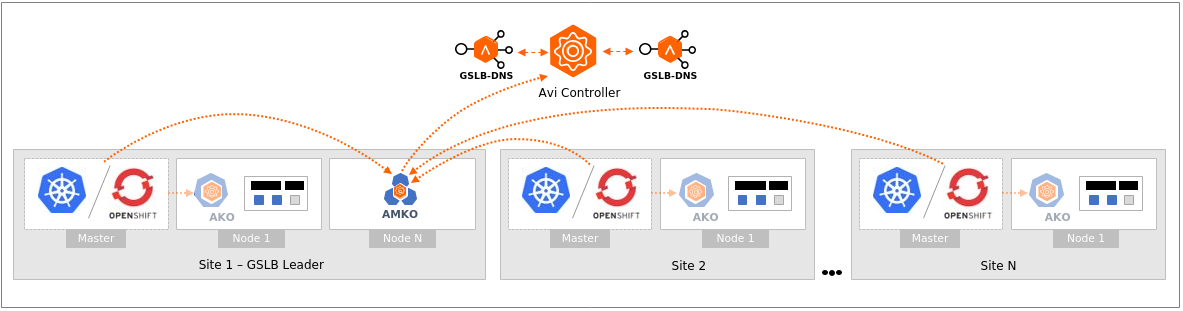 GSLB-DNS
GSLB-DNS
Avi Controller
OPENSHIFT
AKO
AMKO
Master
Node 1
Node N
Site 1 – GSLB Leader
OPENSHIFT
AKO
Master
Node 1
Site 2
OPENSHIFT
AKO
Master
Node 1
Site N